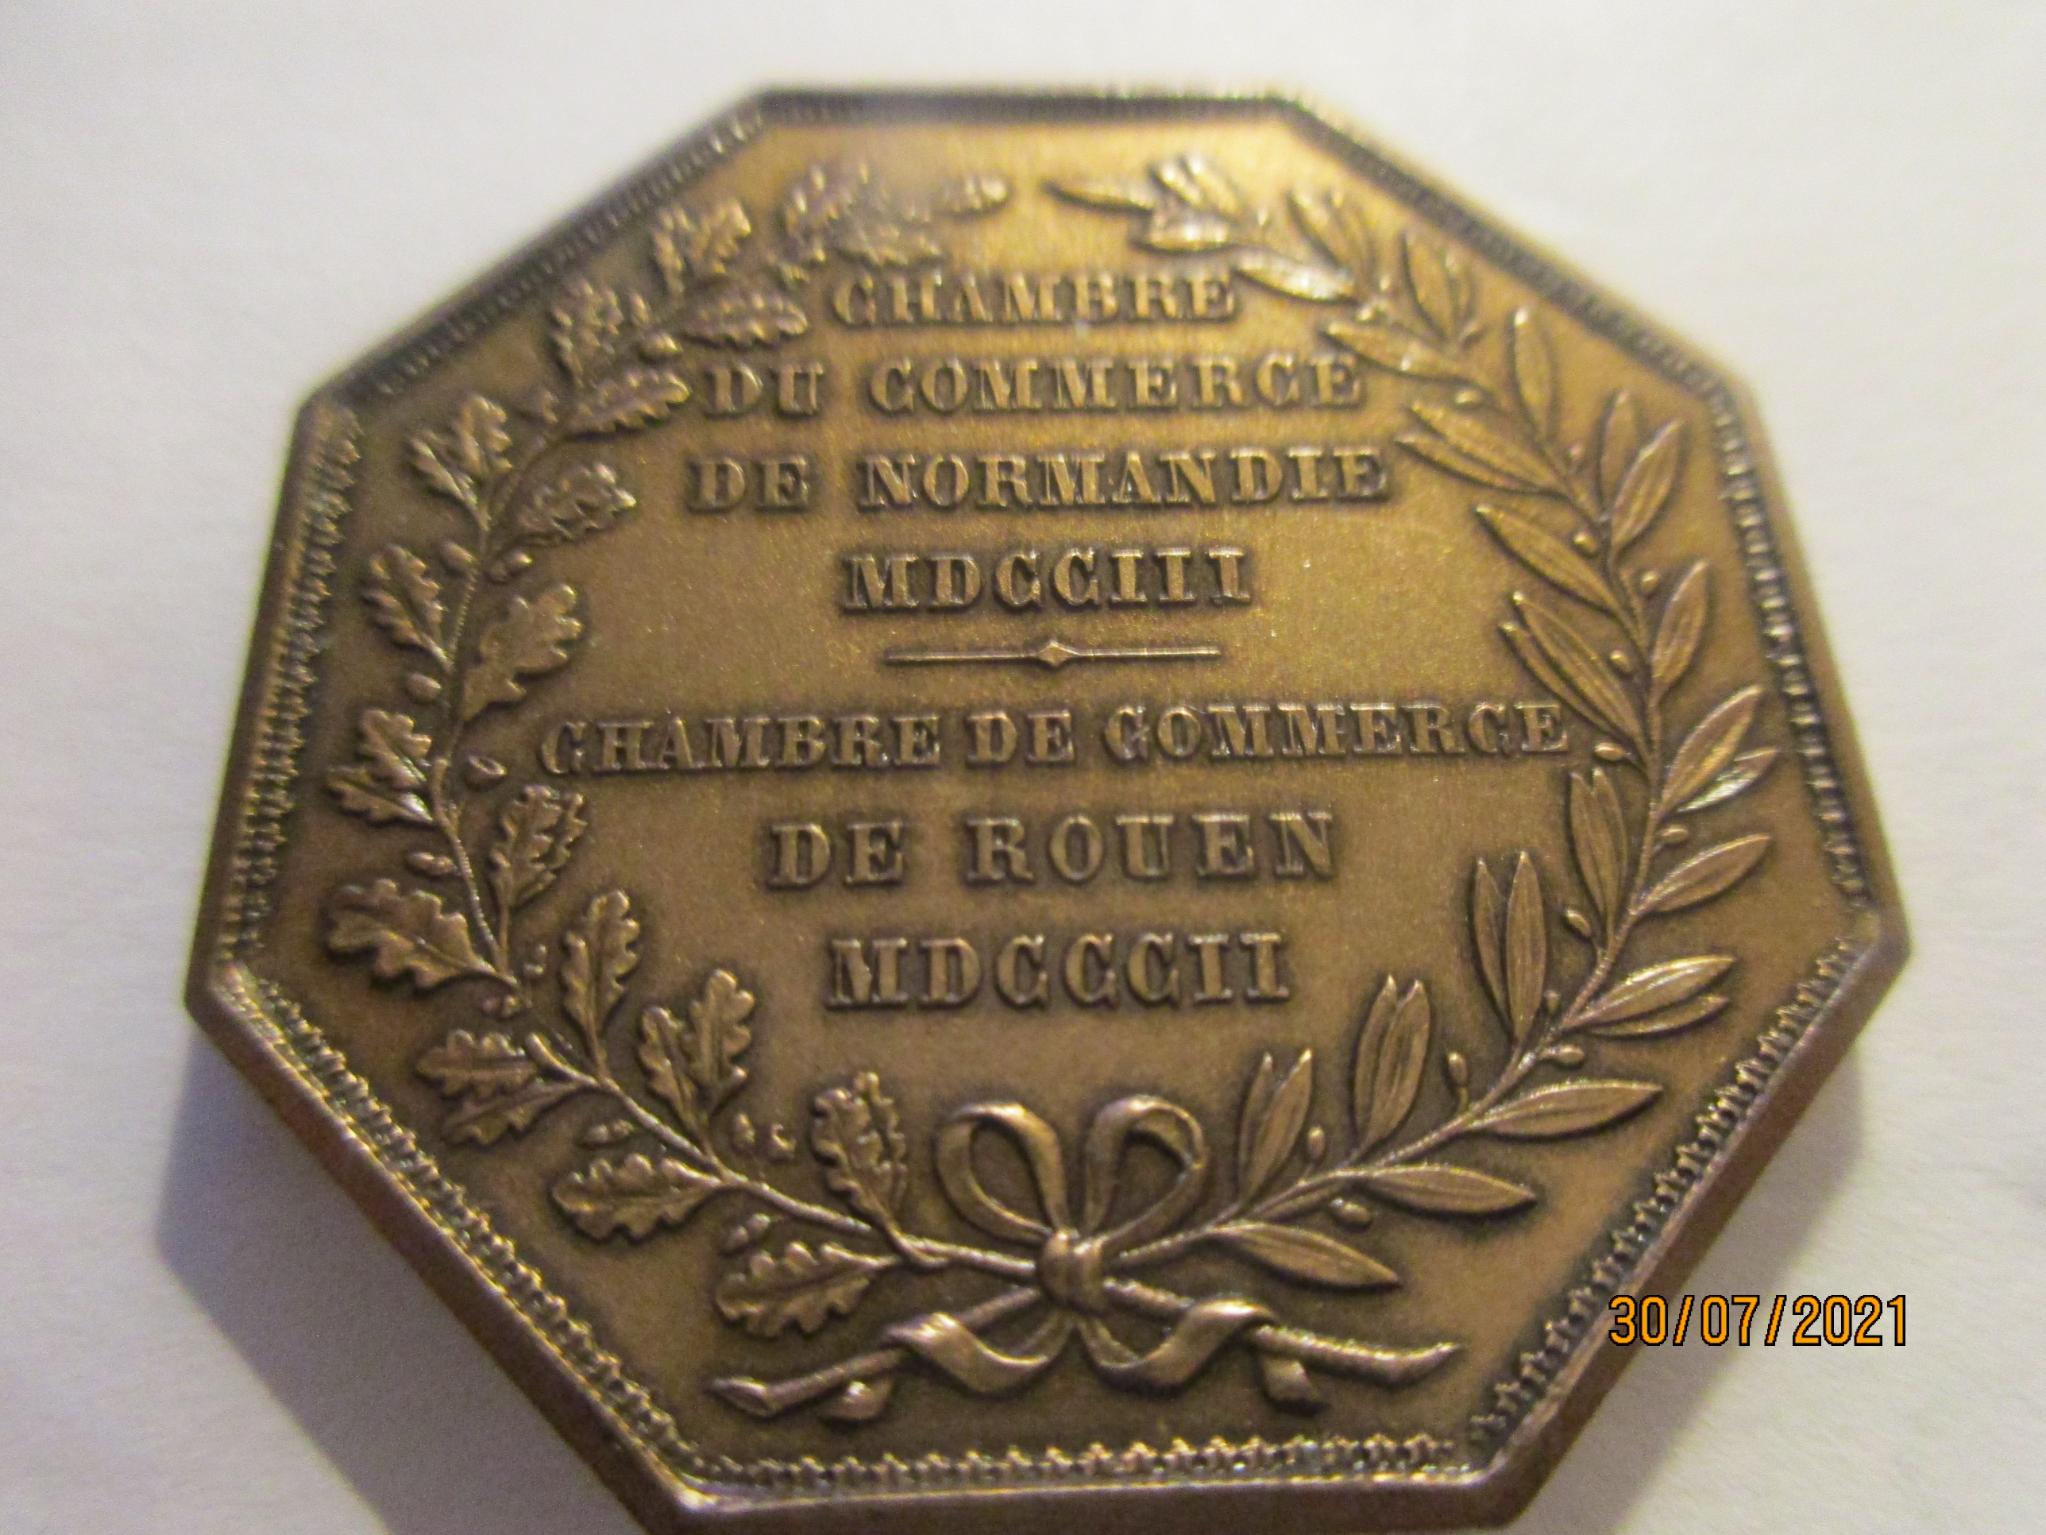 CHAMBRE
DU COMMERCE
DE NORMANDIE
MDCCIII
CHAMBRE DE COMMERCE
DE ROUEN
MDCCCII
30/07/2021